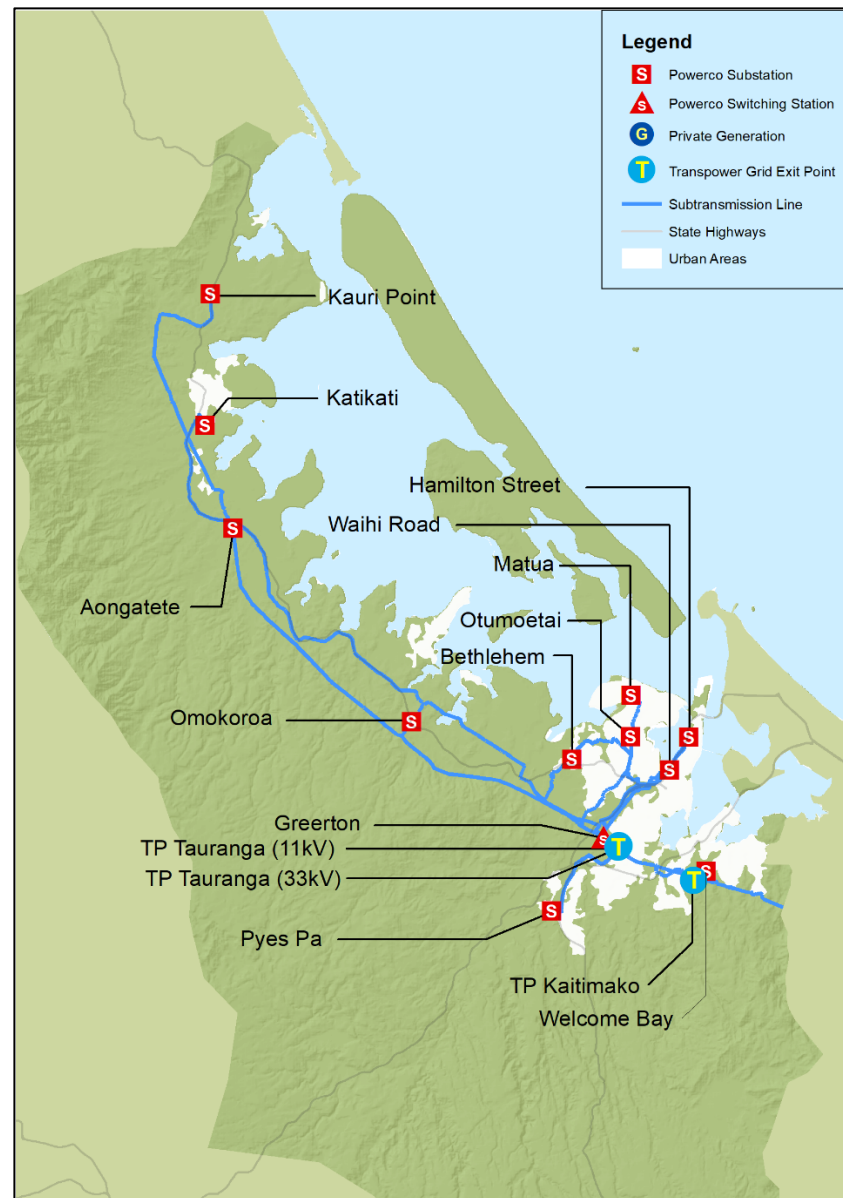 Legend
S Powerco Substation
S Powerco Switching Station
G Private Generation
T Transpower Grid Exit Point
Subtransmission Line
State Highways
Urban Areas
S
Kauri Point
Katikati
S
Hamilton Street
Waihi Road
S
Matua
Aongatete
Otumoetai
Bethlehem
S
Omokoroa
S
S
S
S
S
Greerton
S
TP Tauranga (11kV)
T
TP Tauranga (33kV)
S
T
S
Pyes Pa
TP Kaitimako
Welcome Bay